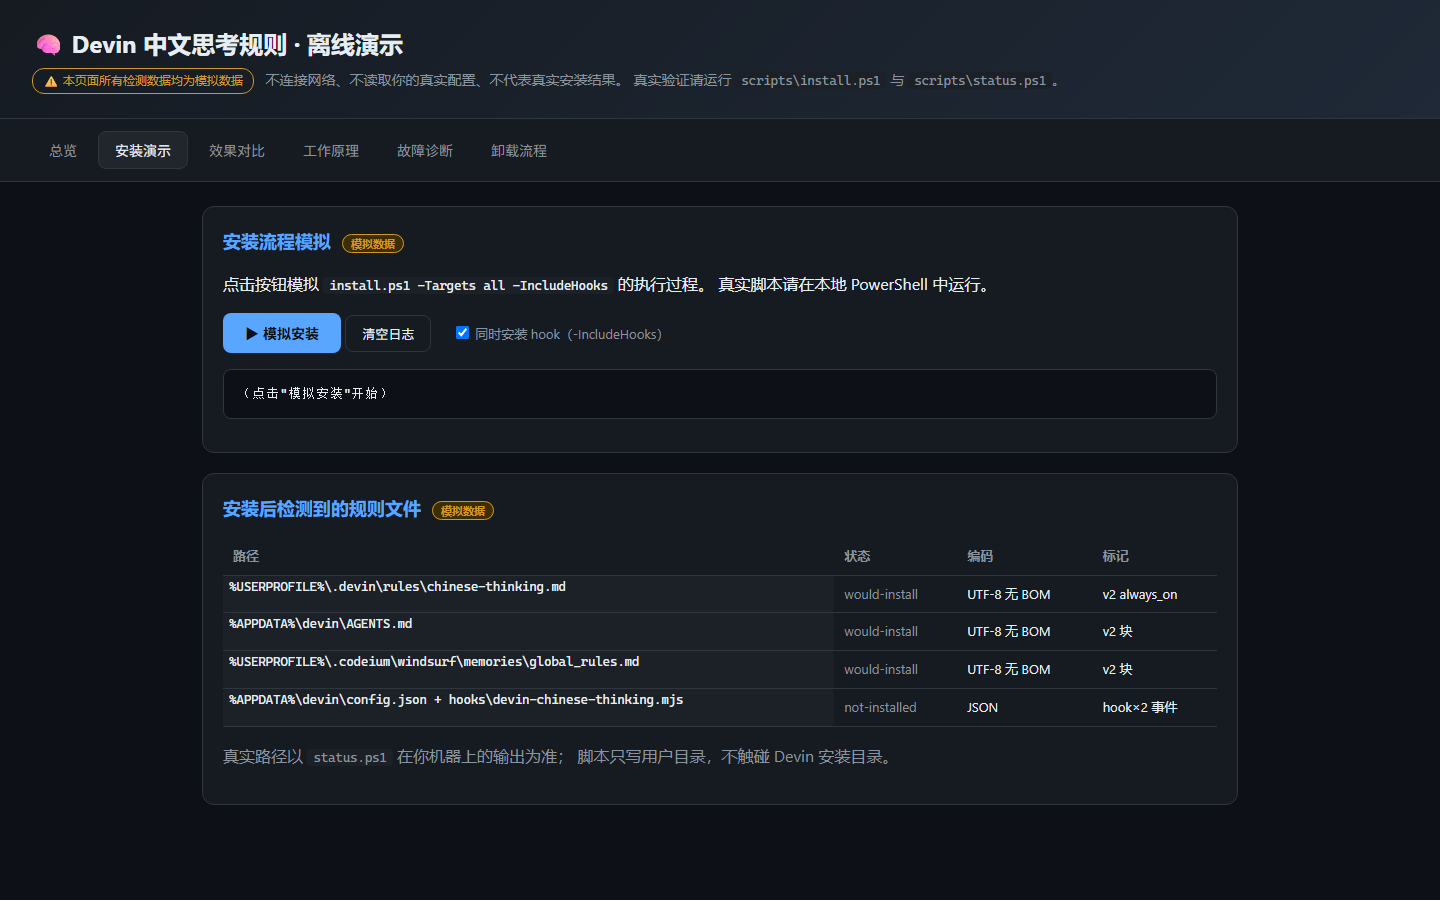 🧠 Devin 中文思考规则 · 离线演示
⚠ 本页面所有检测数据均为模拟数据 不连接网络、不读取你的真实配置、不代表真实安装结果。 真实验证请运行 scripts\install.ps1 与 scripts\status.ps1 。
总览 安装演示 效果对比 工作原理 故障诊断 卸载流程
安装流程模拟 模拟数据
点击按钮模拟 install.ps1 -Targets all -IncludeHooks 的执行过程。 真实脚本请在本地 PowerShell 中运行。
▶ 模拟安装 清空日志 同时安装 hook（-IncludeHooks）
（点击"模拟安装"开始）
安装后检测到的规则文件 模拟数据
路径 状态 编码 标记
%USERPROFILE%\.devin\rules\chinese-thinking.md would-install UTF-8 无 BOM v2 always_on
%APPDATA%\devin\AGENTS.md would-install UTF-8 无 BOM v2 块
%USERPROFILE%\.codeium\windsurf\memories\global_rules.md would-install UTF-8 无 BOM v2 块
%APPDATA%\devin\config.json + hooks\devin-chinese-thinking.mjs not-installed JSON hook×2 事件
真实路径以 status.ps1 在你机器上的输出为准； 脚本只写用户目录，不触碰 Devin 安装目录。